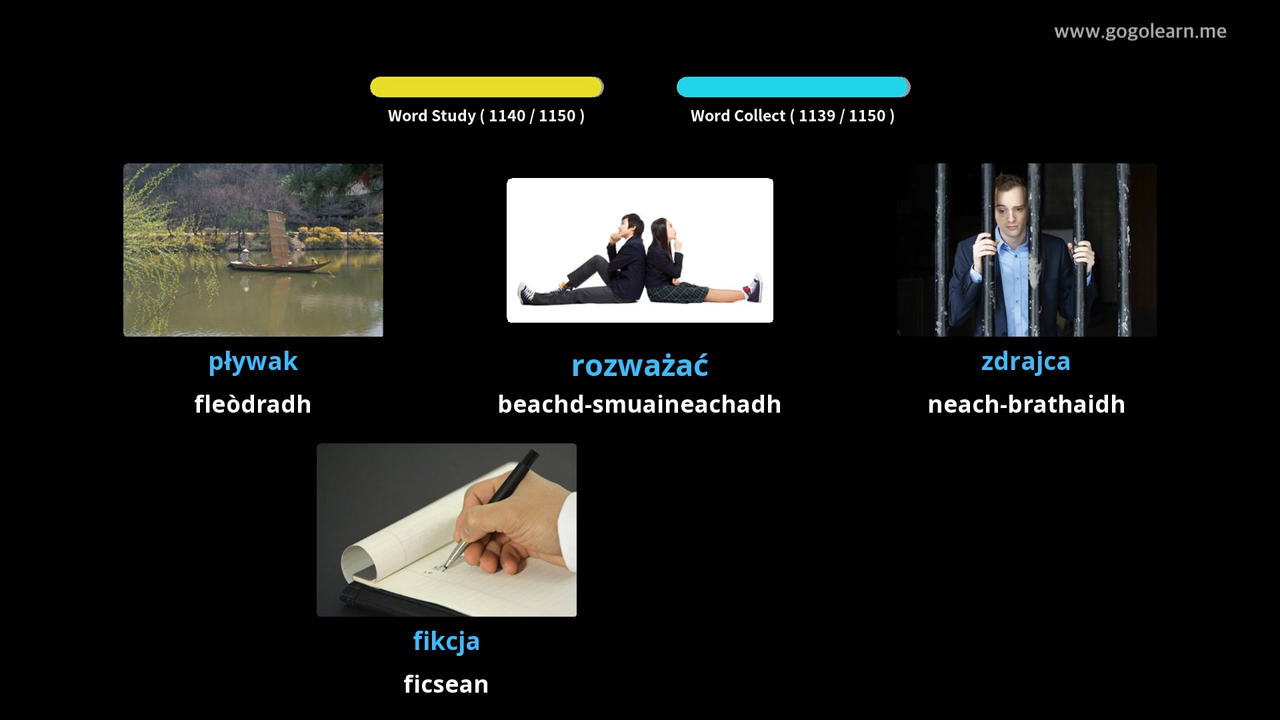 www.gogolearn.me
Word Study ( 1140 / 1150 )
Word Collect ( 1139 / 1150 )
pływak
rozważać
zdrajca
fleòdradh
beachd-smuaineachadh
neach-brathaidh
fikcja
ficsean